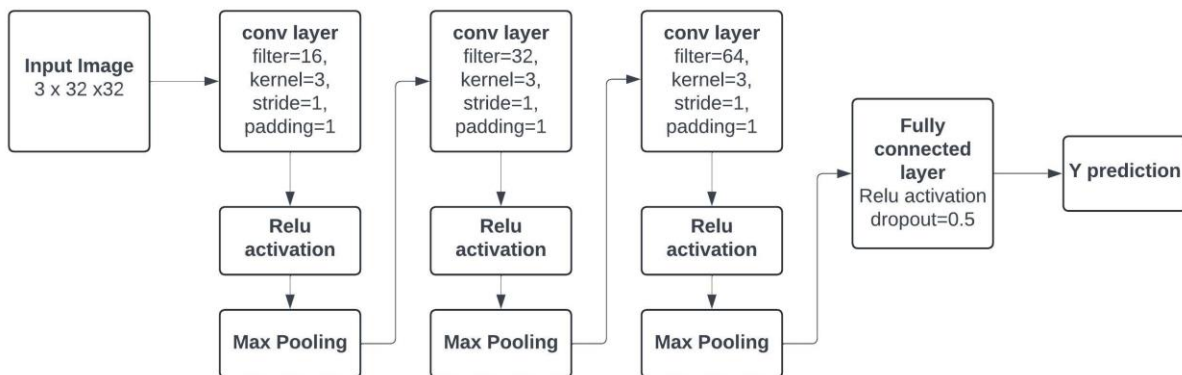 Input Image
3 x 32 x32
conv layer
filter=16,
kernel=3,
stride=1,
padding=1
Relu
activation
Max Pooling
conv layer
filter=32,
kernel=3,
stride=1,
padding=1
Relu
activation
Max Pooling
conv layer
filter=64,
kernel=3,
stride=1,
padding=1
Relu
activation
Max Pooling
Fully
connected
layer
Relu activation
dropout=0.5
Y prediction